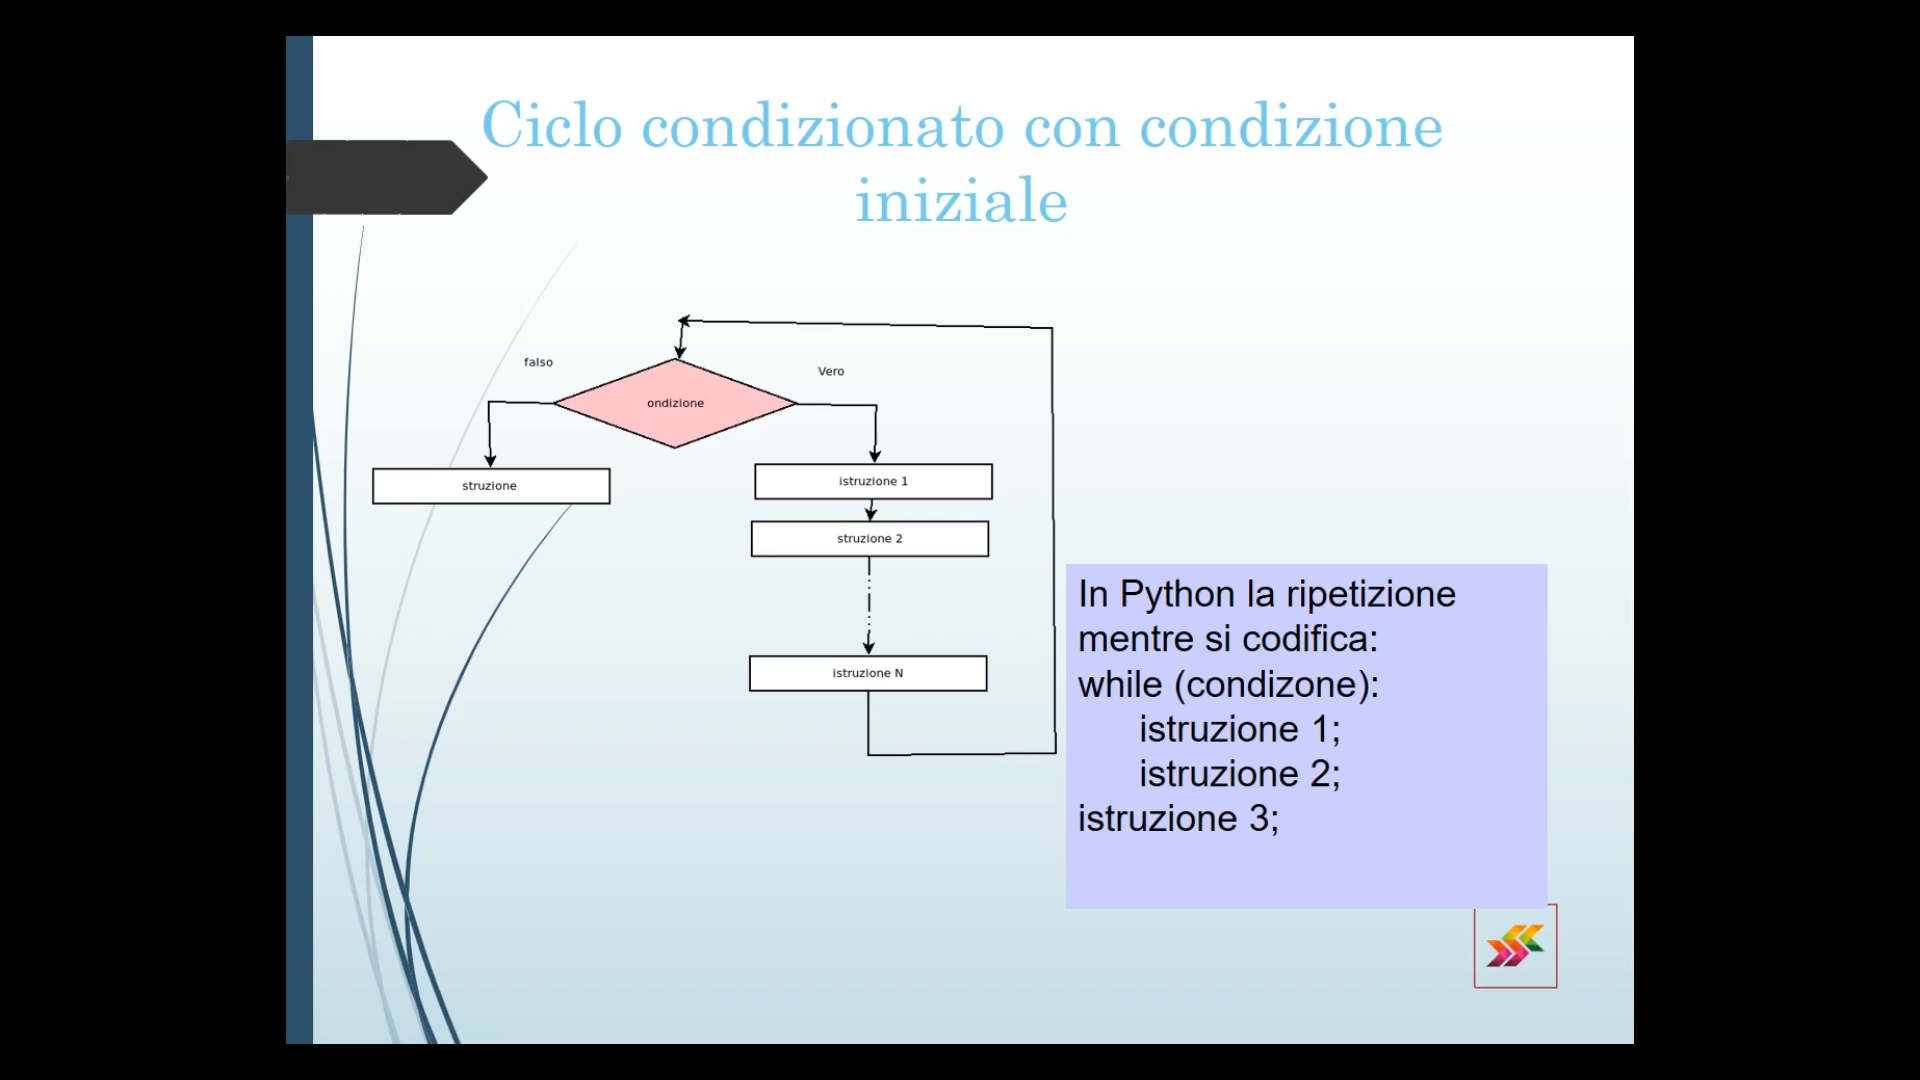 Ciclo condizionato con condizione
iniziale
falso
Vero
ondizione
struzione
istruzione 1
struzione 2
istruzione N
In Python la ripetizione
mentre si codifica:
while (condizone):
istruzione 1;
istruzione 2;
istruzione 3;